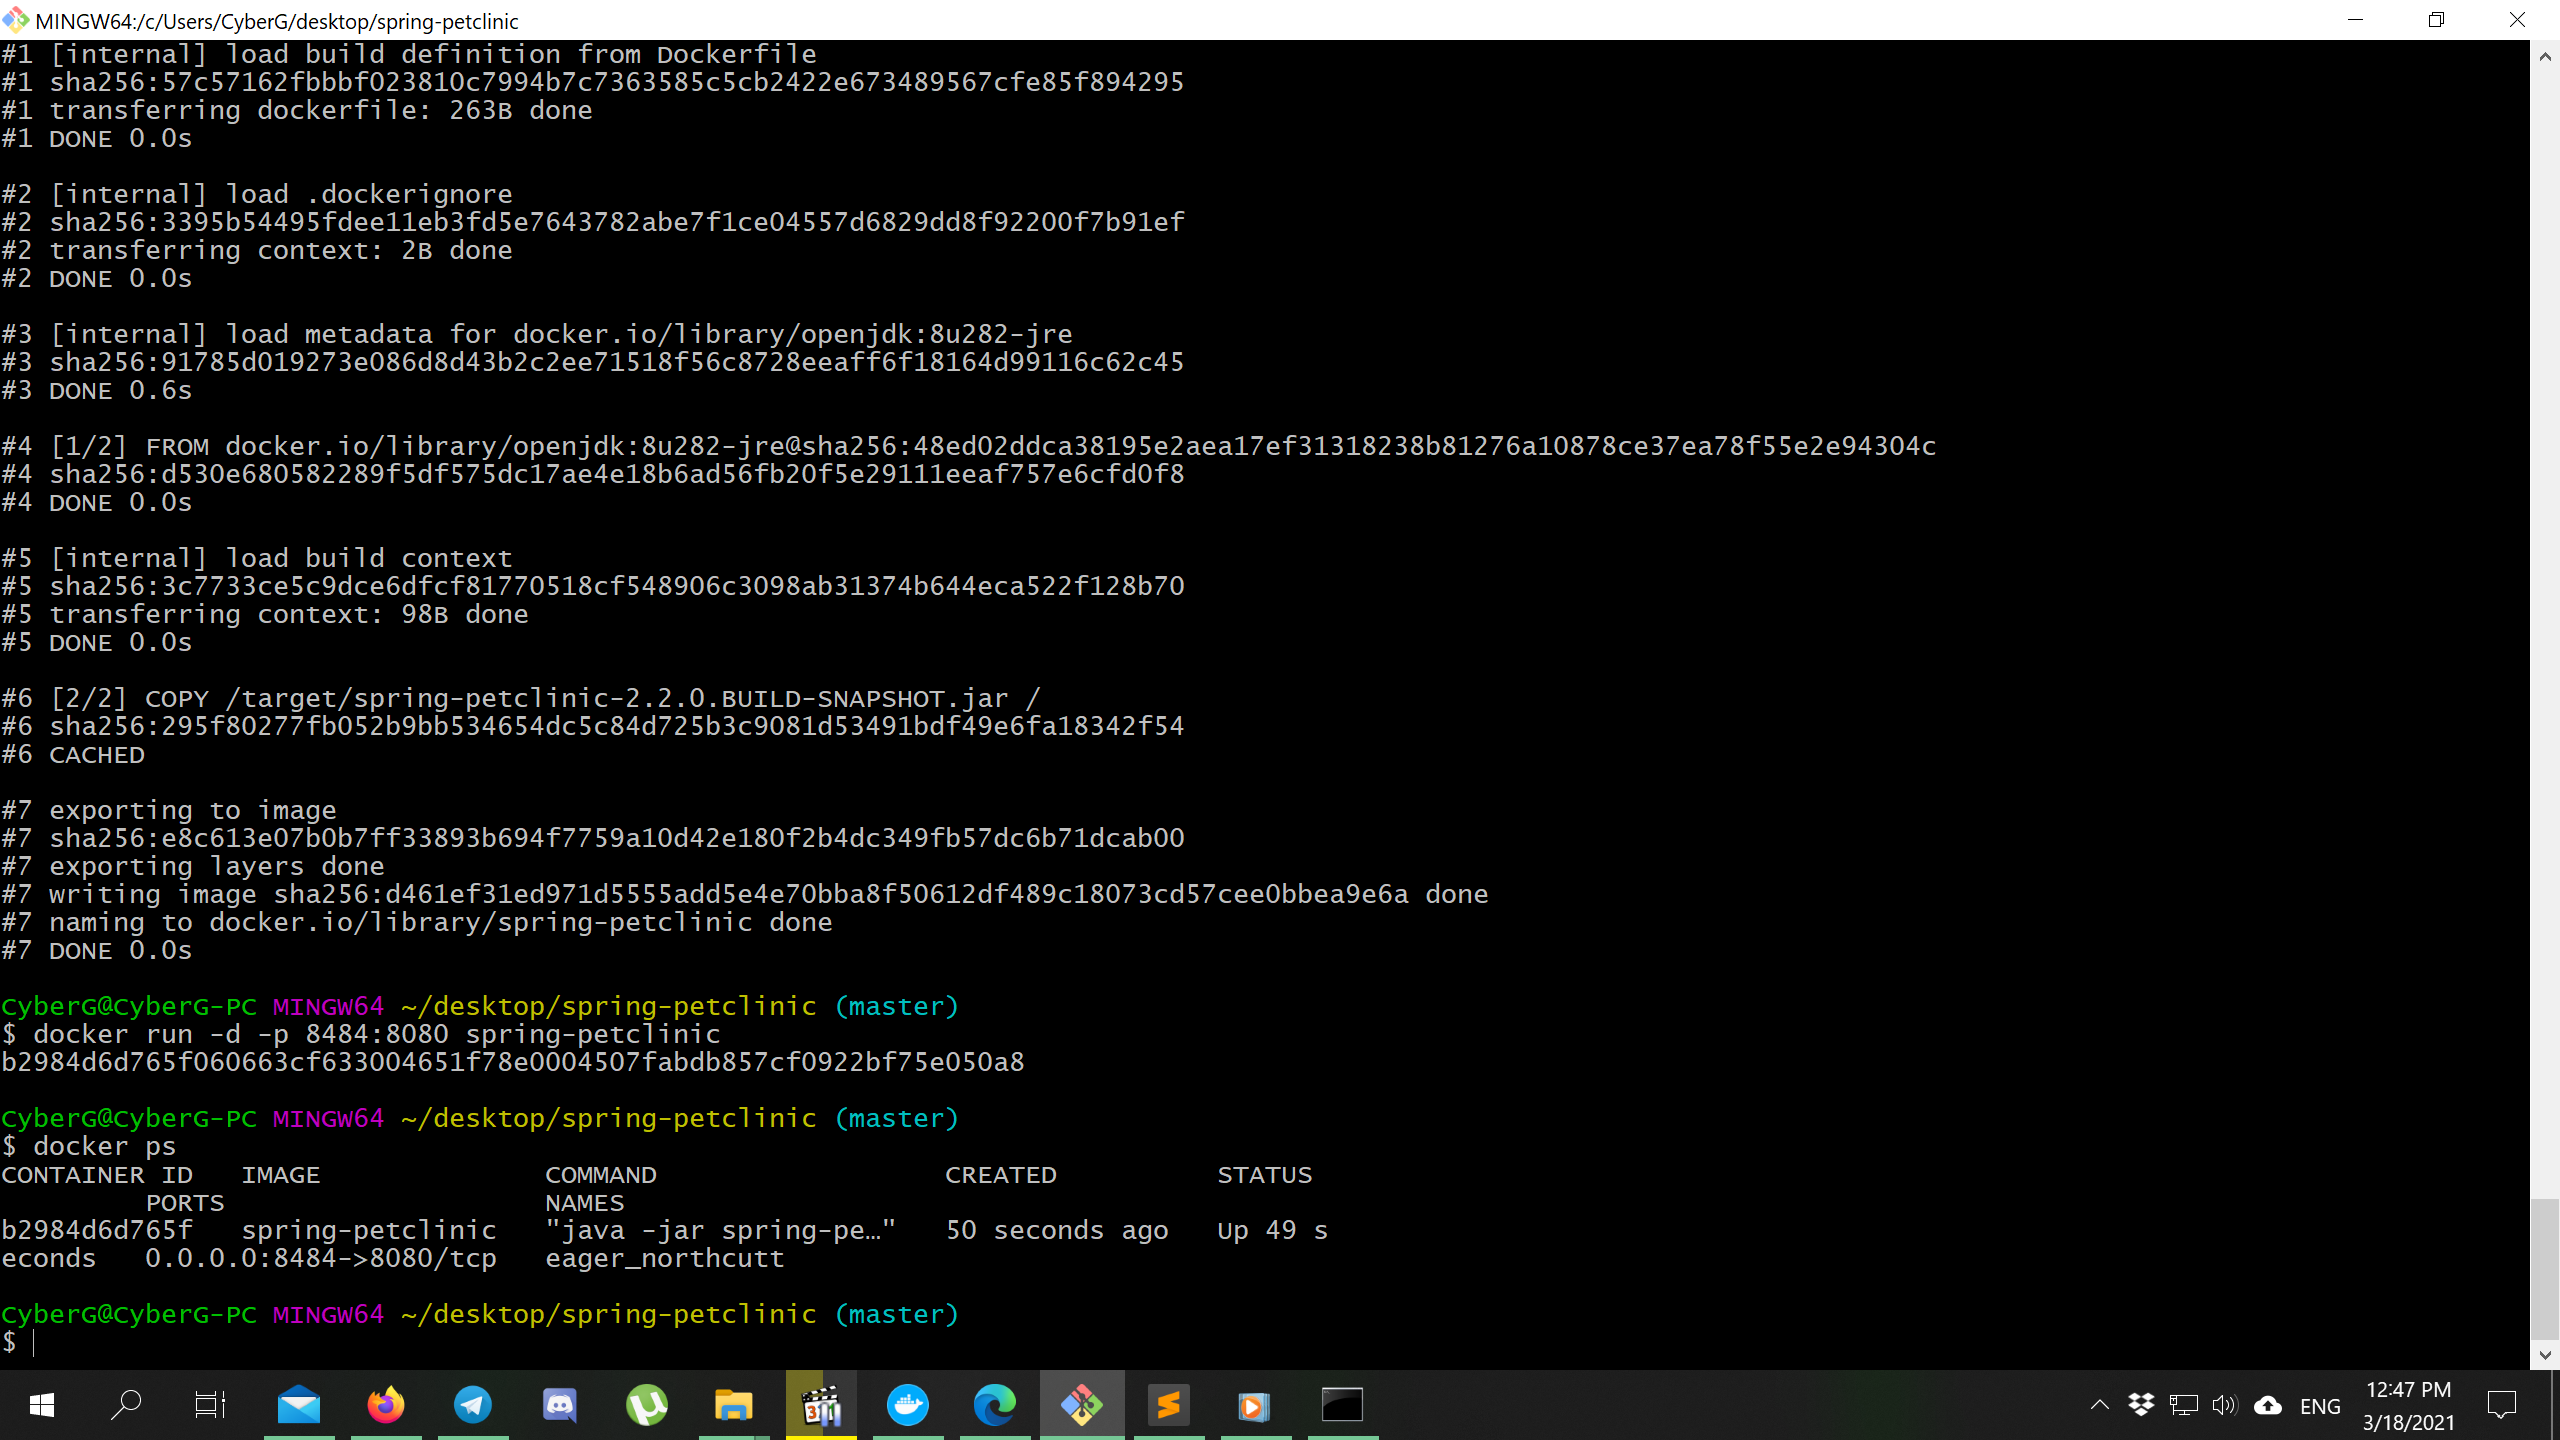 MINGW64:/c/Users/CyberG/desktop/spring-petclinic
#1 [internal] load build definition from Dockerfile
#1 sha256:57c57162fbbbf023810c7994b7c7363585c5cb2422e673489567cfe85f894295
#1 transferring dockerfile: 263B done
#1 DONE 0.0s

#2 [internal] load .dockerignore
#2 sha256:3395b54495fdee11eb3fd5e7643782abe7f1ce04557d6829dd8f92200f7b91ef
#2 transferring context: 2B done
#2 DONE 0.0s

#3 [internal] load metadata for docker.io/library/openjdk:8u282-jre
#3 sha256:91785d019273e086d8d43b2c2ee71518f56c8728eeaff6f18164d99116c62c45
#3 DONE 0.6s

#4 [1/2] FROM docker.io/library/openjdk:8u282-jre@sha256:48ed02ddca38195e2aea17ef31318238b81276a10878ce37ea78f55e2e94304c
#4 sha256:d530e680582289f5df575dc17ae4e18b6ad56fb20f5e29111eeaf757e6cfd0f8
#4 DONE 0.0s

#5 [internal] load build context
#5 sha256:3c7733ce5c9dce6dfcf81770518cf548906c3098ab31374b644eca522f128b70
#5 transferring context: 98B done
#5 DONE 0.0s

#6 [2/2] COPY /target/spring-petclinic-2.2.0.BUILD-SNAPSHOT.jar /
#6 sha256:295f80277fb052b9bb534654dc5c84d725b3c9081d53491bdf49e6fa18342f54
#6 CACHED

#7 exporting to image
#7 sha256:e8c613e07b0b7ff33893b694f7759a10d42e180f2b4dc349fb57dc6b71dcab00
#7 exporting layers done
#7 writing image sha256:d461ef31ed971d5555add5e4e70bba8f50612df489c18073cd57cee0bbea9e6a done
#7 naming to docker.io/library/spring-petclinic done
#7 DONE 0.0s

CyberG@CyberG-PC MINGW64 ~/desktop/spring-petclinic (master)
$ docker run -d -p 8484:8080 spring-petclinic
b2984d6d765f060663cf633004651f78e0004507fabdb857cf0922bf75e050a8

CyberG@CyberG-PC MINGW64 ~/desktop/spring-petclinic (master)
$ docker ps
CONTAINER ID   IMAGE              COMMAND                  CREATED          STATUS
         PORTS                    NAMES
b2984d6d765f   spring-petclinic   "java -jar spring-pe…"   50 seconds ago   Up 49 s
econds   0.0.0.0:8484->8080/tcp   eager_northcutt

CyberG@CyberG-PC MINGW64 ~/desktop/spring-petclinic (master)
$
31
ENG
12:47 PM
3/18/2021